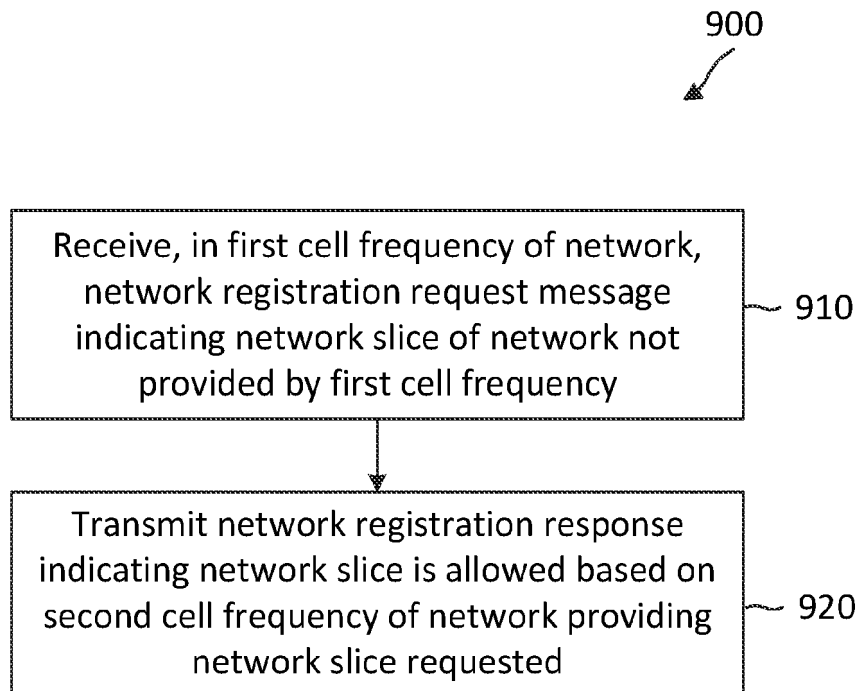 900
Receive, in first cell frequency of network,
network registration request message
indicating network slice of network not
provided by first cell frequency
910
Transmit network registration response
indicating network slice is allowed based on
second cell frequency of network providing
network slice requested
920